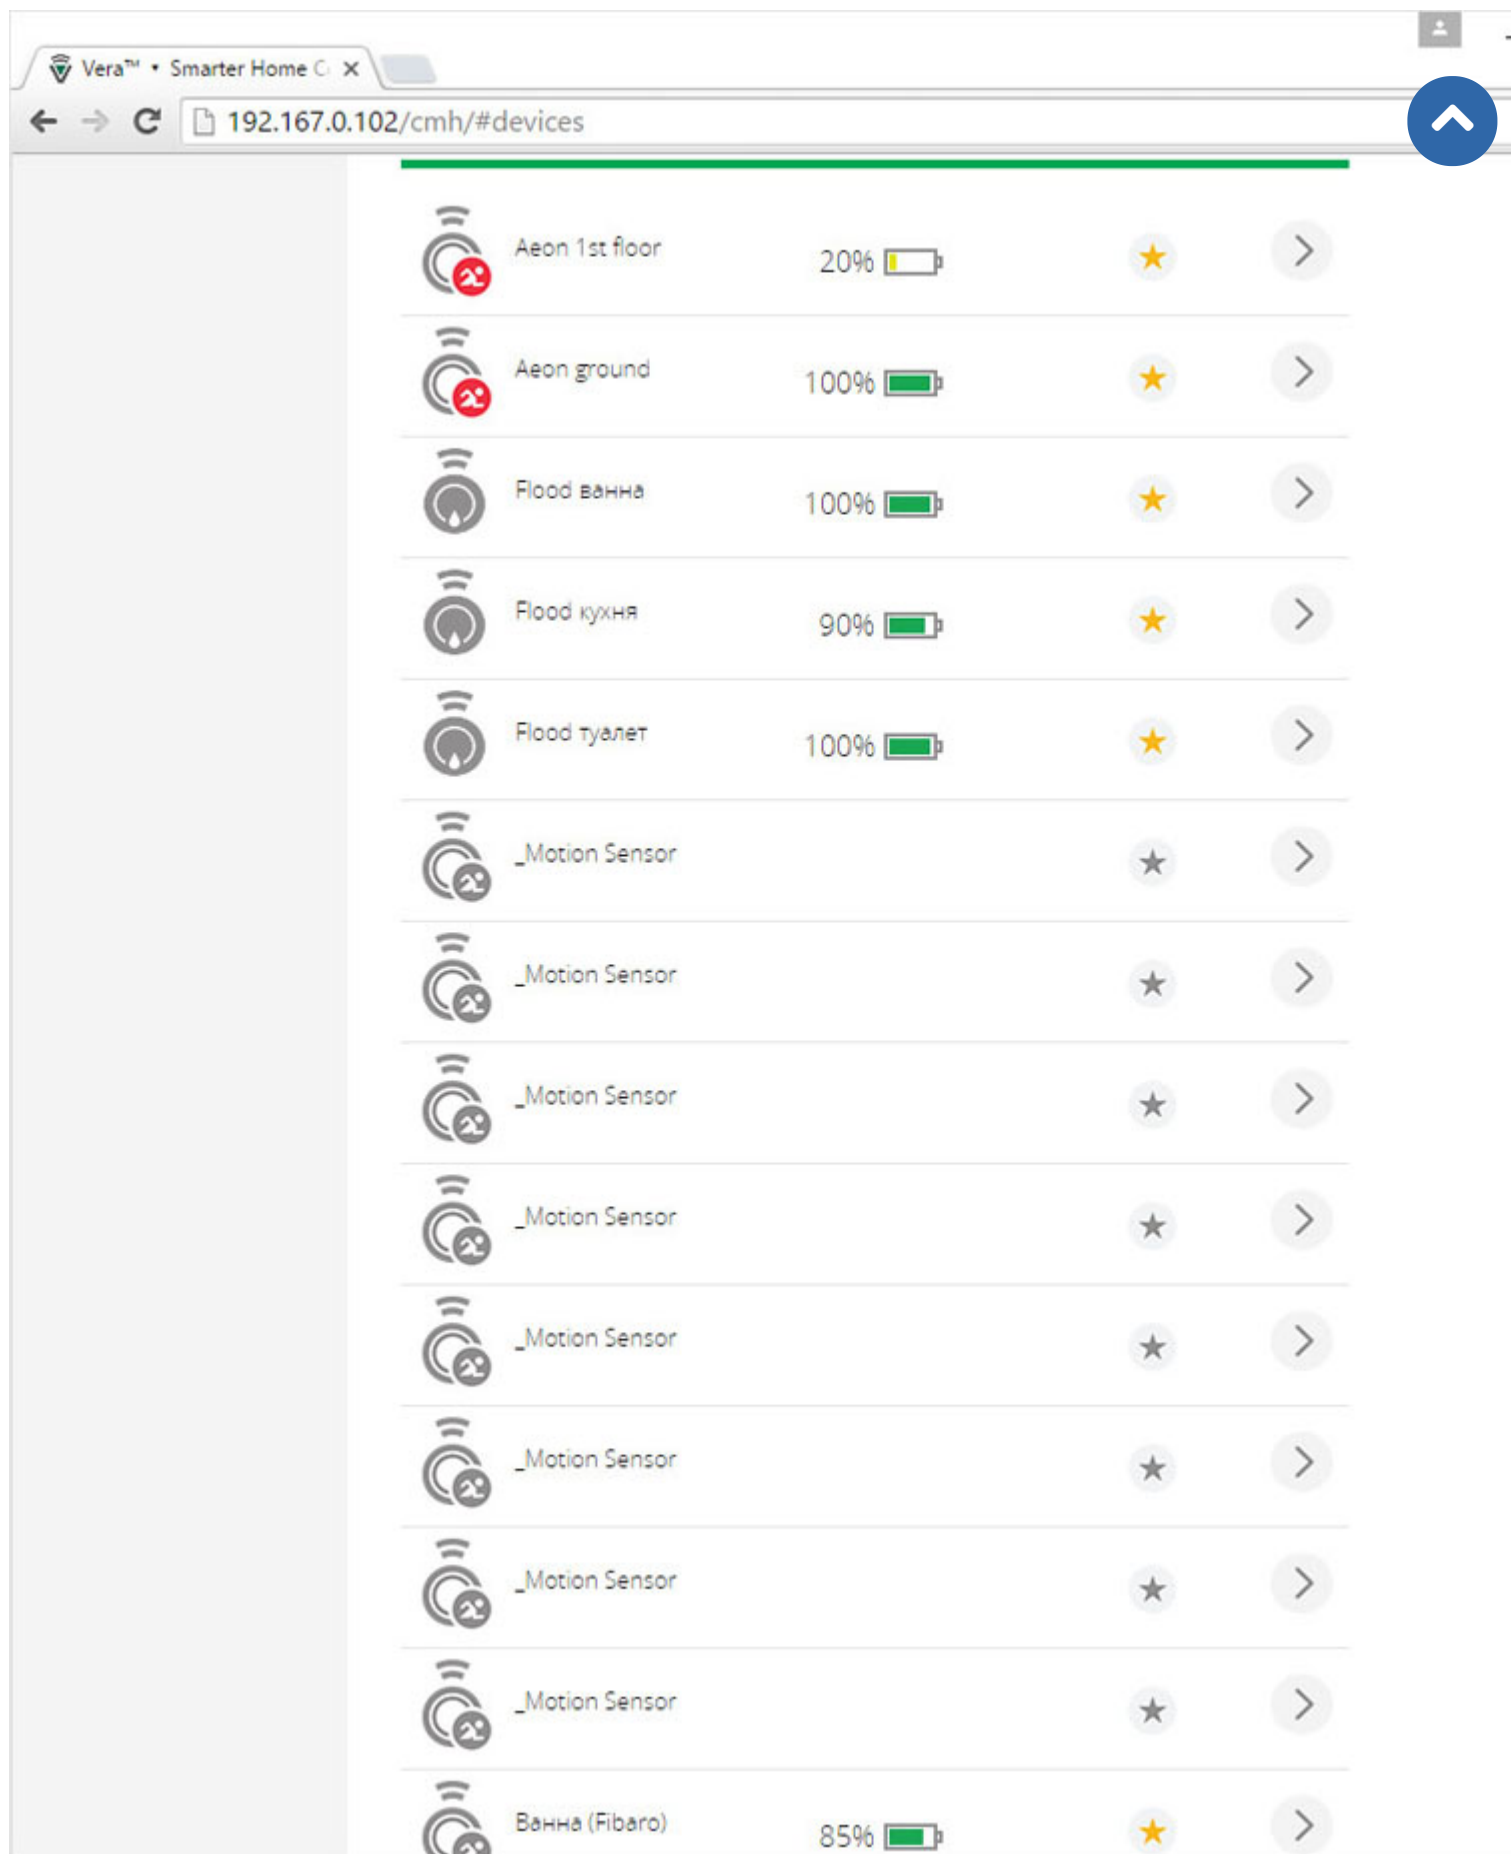 Vera™ • Smarter Home C
192.167.0.102/cmh/#devices
Aeon 1st floor
20%
Aeon ground
100%
Flood ванна
100%
Flood кухня
90%
Flood туалет
100%
_Motion Sensor
_Motion Sensor
_Motion Sensor
_Motion Sensor
_Motion Sensor
_Motion Sensor
_Motion Sensor
_Motion Sensor
Ванна (Fibaro)
85%